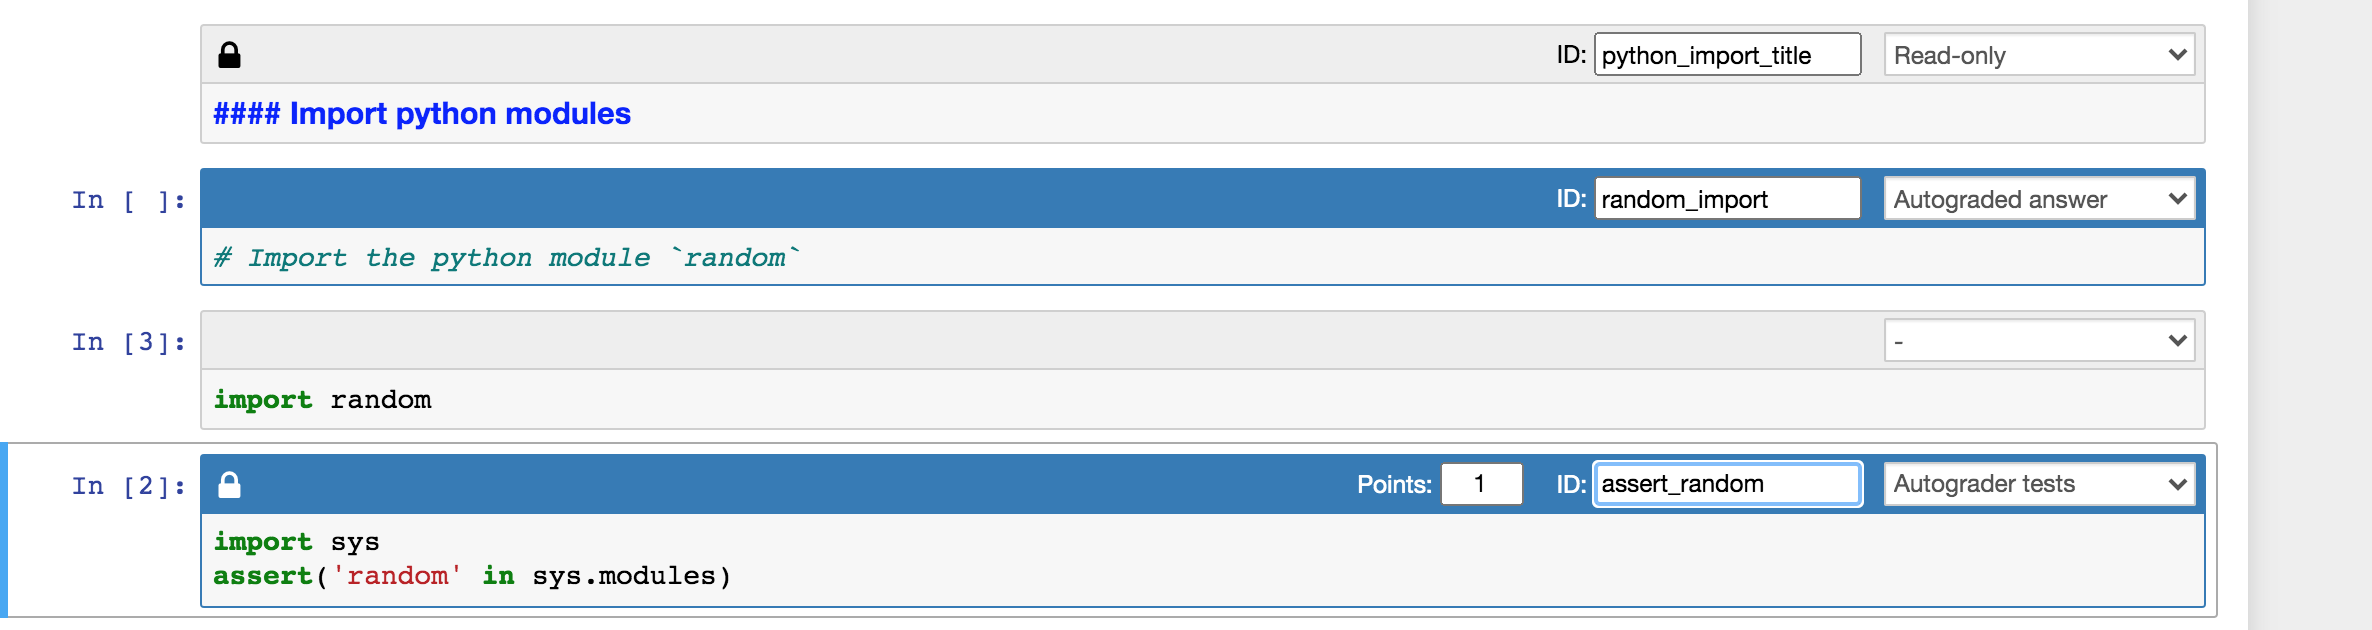 ID: python_import_title Read-only
#### Import python modules
In [ ]: ID: random_import Autograded answer
# Import the python module `random`
In [3]: -
import random
In [2]: Points: 1 ID: assert_random Autograder tests
import sys
assert('random' in sys.modules)